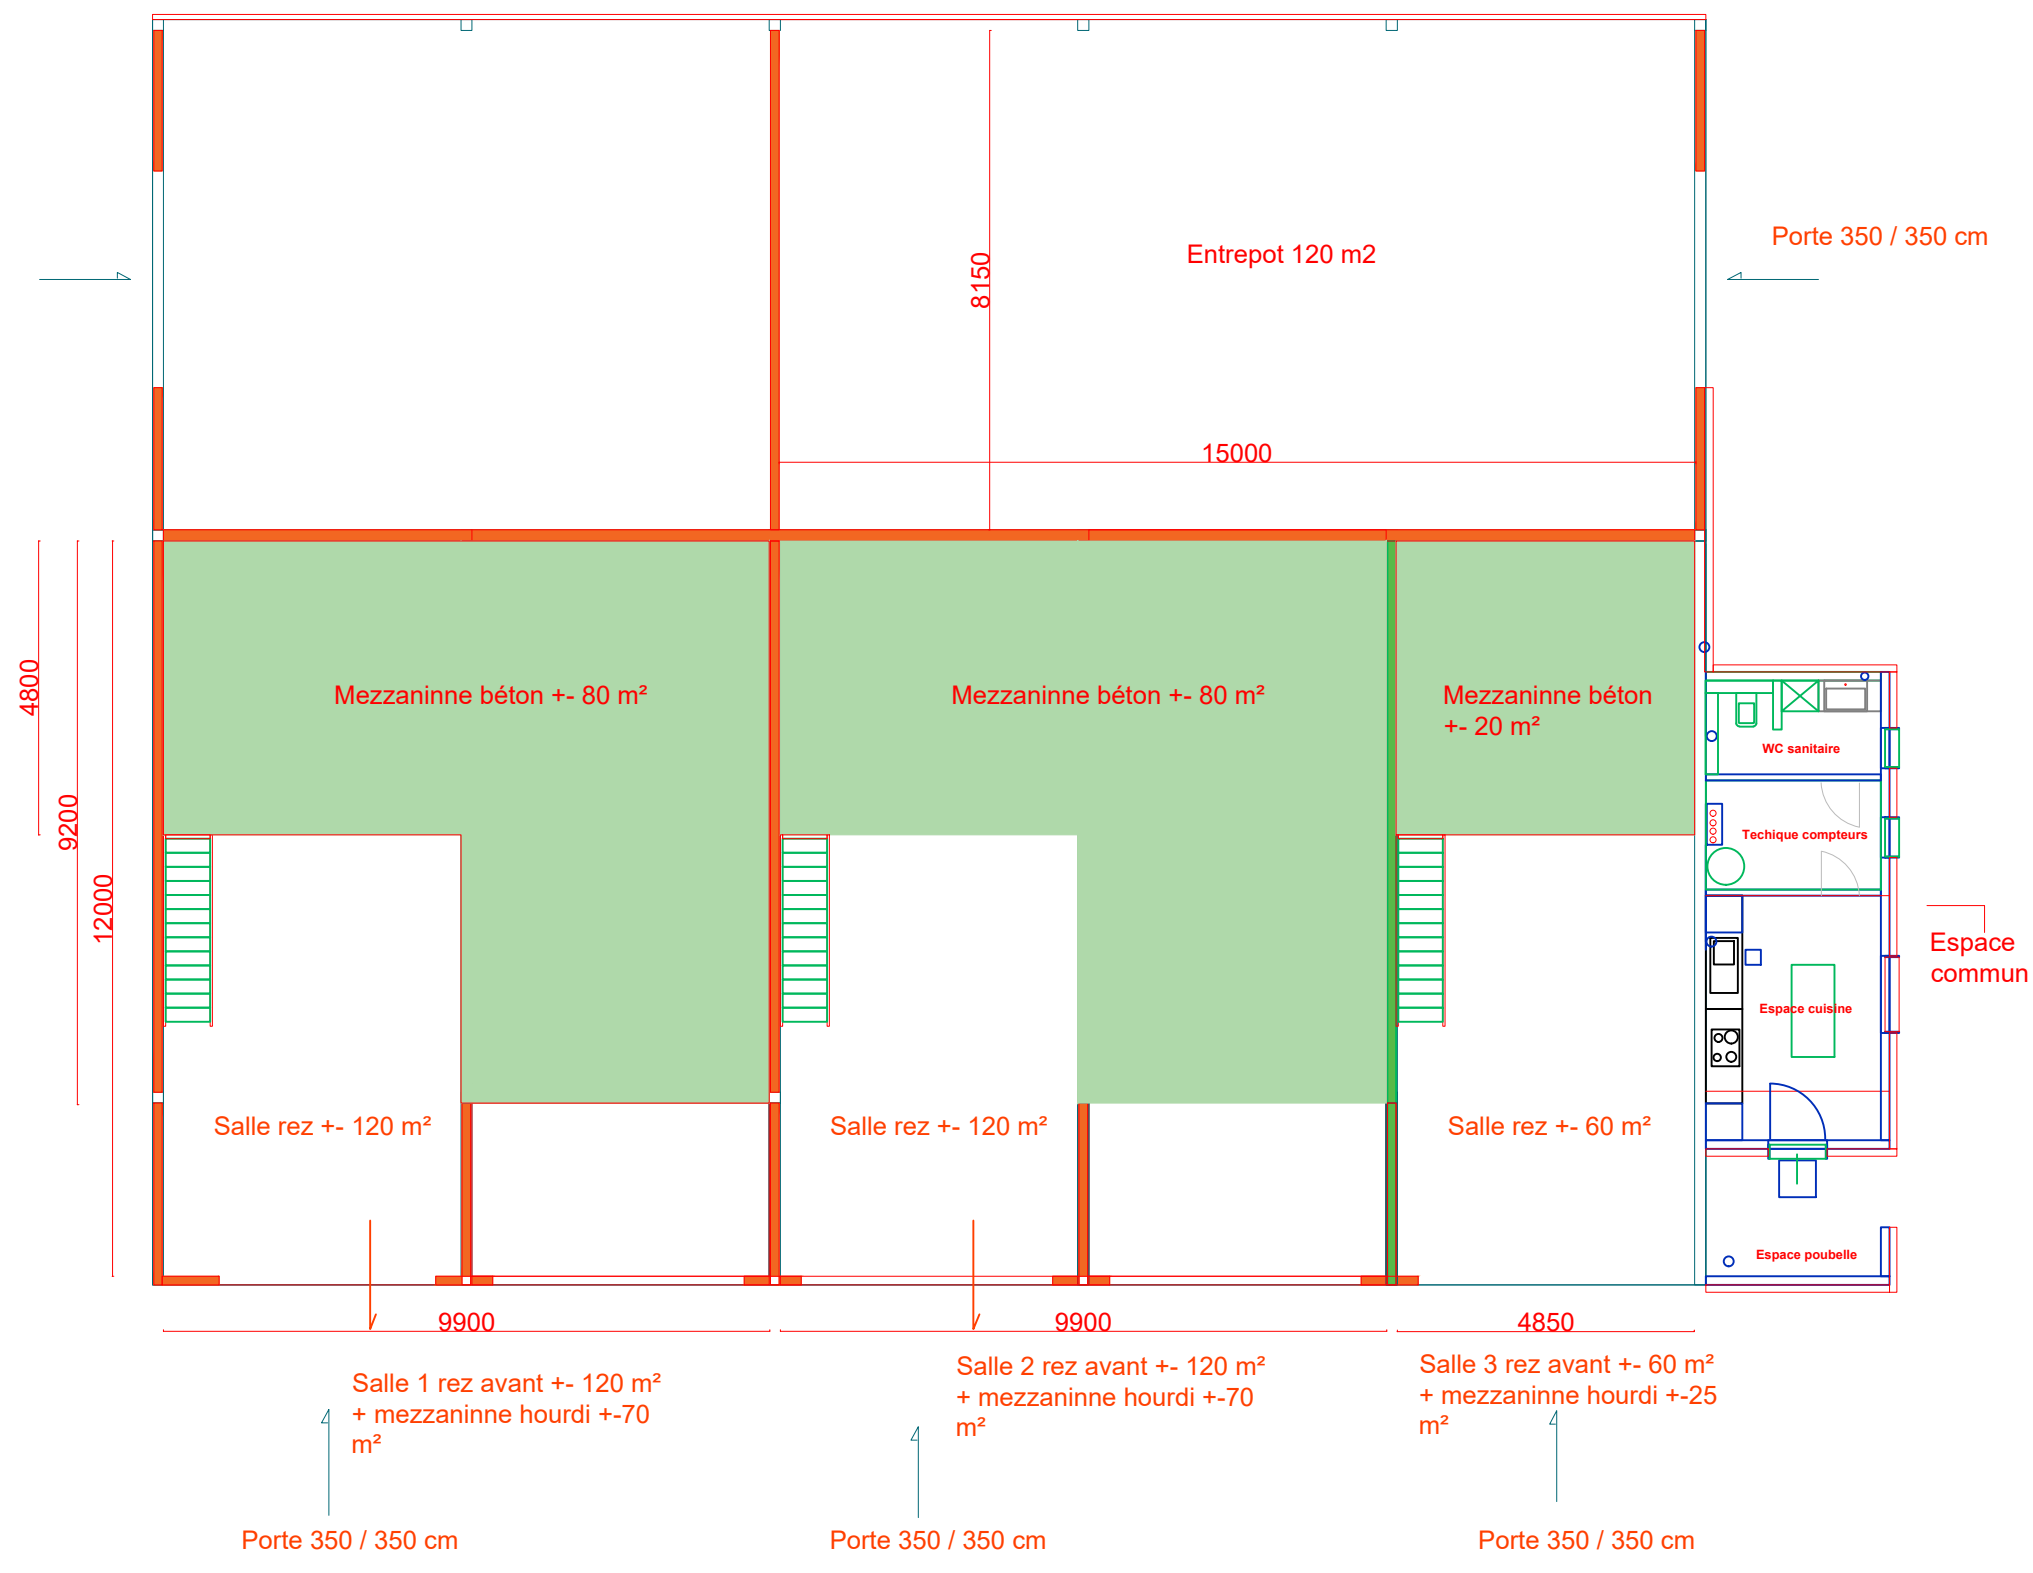 Porte 350 / 350 cm
Entrepot 120 m2
8150
15000
4800
9200
12000
Mezzaninne béton +- 80 m²
Mezzaninne béton +- 80 m²
Mezzaninne béton
+- 20 m²
WC sanitaire
Techique compteurs
Espace
commun
Espace cuisine
Salle rez +- 120 m²
Salle rez +- 120 m²
Salle rez +- 60 m²
Espace poubelle
9900
9900
4850
Salle 1 rez avant +- 120 m²
+ mezzaninne hourdi +-70
m²
Salle 2 rez avant +- 120 m²
+ mezzaninne hourdi +-70
m²
Salle 3 rez avant +- 60 m²
+ mezzaninne hourdi +-25
m²
Porte 350 / 350 cm
Porte 350 / 350 cm
Porte 350 / 350 cm